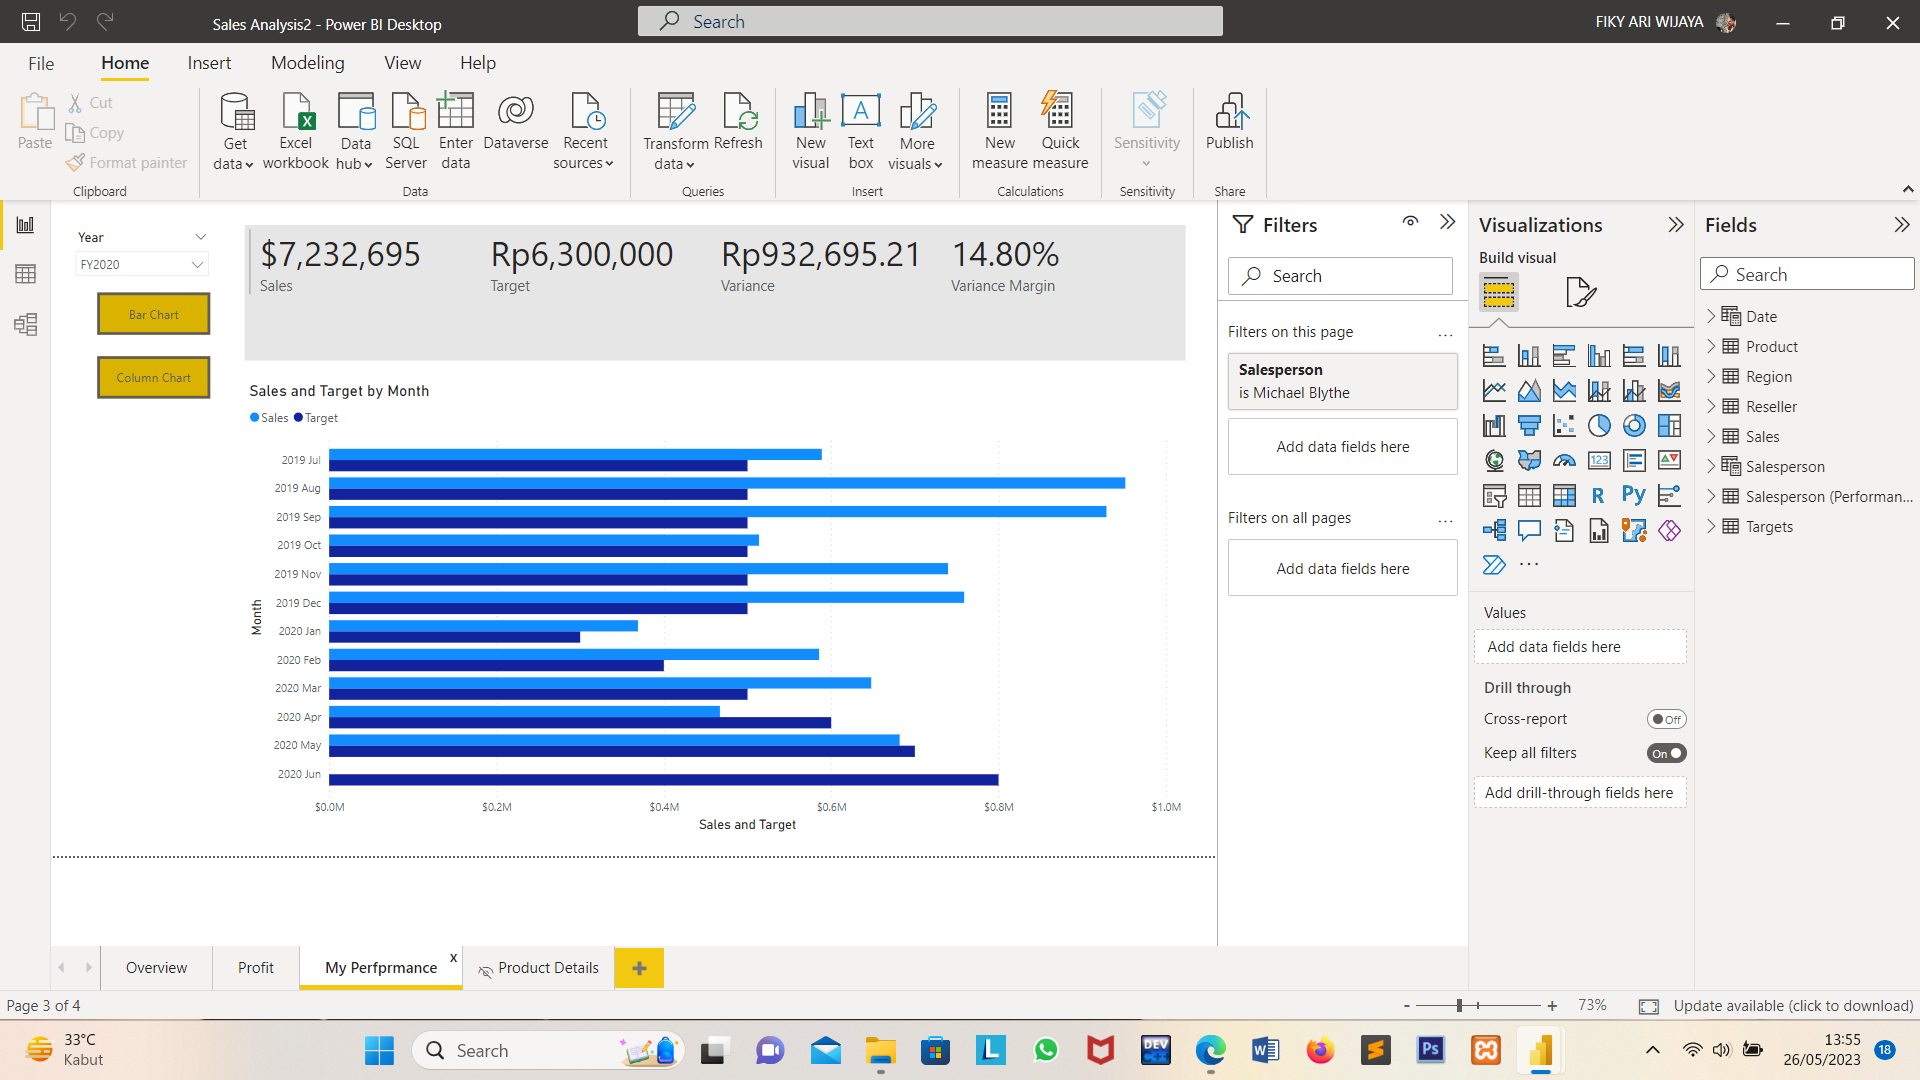 Sales Analysis2 - Power BI Desktop
Search
FIKY ARI WIJAYA
File
Home
Insert
Modeling
View
Help
Paste
Cut
Copy
Format painter
Clipboard
Get data
Excel workbook
Data hub
SQL Server
Enter data
Dataverse
Recent sources
Data
Transform data
Refresh
Queries
New visual
Text box
More visuals
Insert
New measure
Quick measure
Calculations
Sensitivity
Sensitivity
Publish
Share
Year
FY2020
Bar Chart
Column Chart
$7,232,695
Sales
Rp6,300,000
Target
Rp932,695.21
Variance
14.80%
Variance Margin
Sales and Target by Month
Sales Target
Month
2019 Jul
2019 Aug
2019 Sep
2019 Oct
2019 Nov
2019 Dec
2020 Jan
2020 Feb
2020 Mar
2020 Apr
2020 May
2020 Jun
$0.0M $0.2M $0.4M $0.6M $0.8M $1.0M
Sales and Target
Filters
Search
Filters on this page
...
Salesperson
is Michael Blythe
Add data fields here
Filters on all pages
...
Add data fields here
Visualizations
Build visual
123
R
Py
...
Values
Add data fields here
Drill through
Cross-report
Off
Keep all filters
On
Add drill-through fields here
Fields
Search
Date
Product
Region
Reseller
Sales
Salesperson
Salesperson (Performan...
Targets
Overview
Profit
My Perfprmance
x
Product Details
+
Page 3 of 4
- + 73%
Update available (click to download)
33°C
Kabut
Search
L
DEV
W
S
Ps
13:55
26/05/2023
18